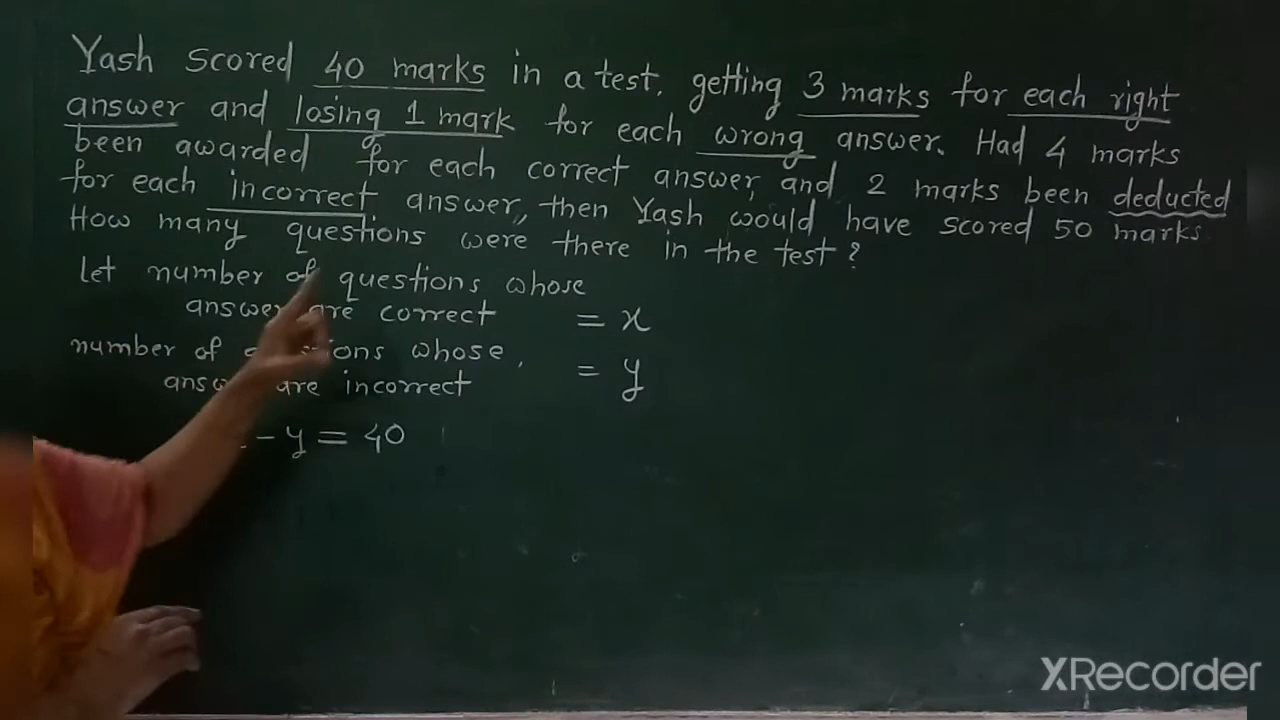 Yash scored 40 marks in a test, getting 3 marks for each right
answer and losing 1 mark for each wrong answer. Had 4 marks
been awarded for each correct answer, and 2 marks been deducted
for each incorrect answer, then Yash would have scored 50 marks.
How many questions were there in the test?
Let number of questions whose
answer are correct = x
number of whose,
are incorrect = y
- y = 40
XRecorder